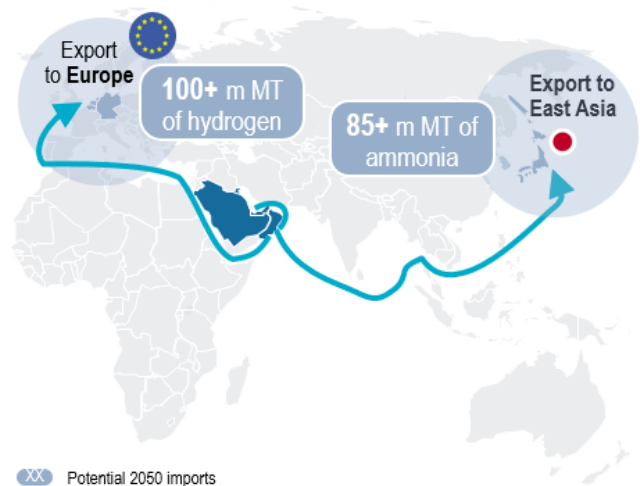 Export
to Europe
100+ m MT
of hydrogen
85+ m MT of
ammonia
Export to
East Asia
XX Potential 2050 imports